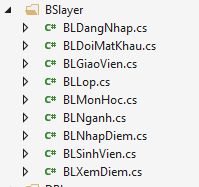 BSlayer
C# BLDangNhap.cs
C# BLDoiMatKhau.cs
C# BLGiaoVien.cs
C# BLLop.cs
C# BLMonHoc.cs
C# BLNganh.cs
C# BLNhapDiem.cs
C# BLSinhVien.cs
C# BLXemDiem.cs